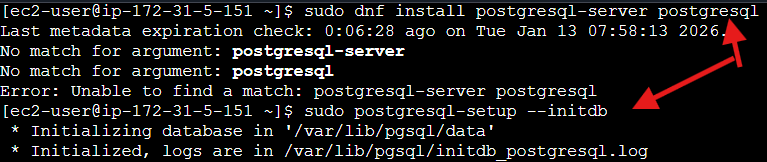 [ec2-user@ip-172-31-5-151 ~]$ sudo dnf install postgresql-server postgresql
Last metadata expiration check: 0:06:28 ago on Tue Jan 13 07:58:13 2026.
No match for argument: postgresql-server
No match for argument: postgresql
Error: Unable to find a match: postgresql-server postgresql
[ec2-user@ip-172-31-5-151 ~]$ sudo postgresql-setup --initdb
 * Initializing database in '/var/lib/pgsql/data'
 * Initialized, logs are in /var/lib/pgsql/initdb_postgresql.log